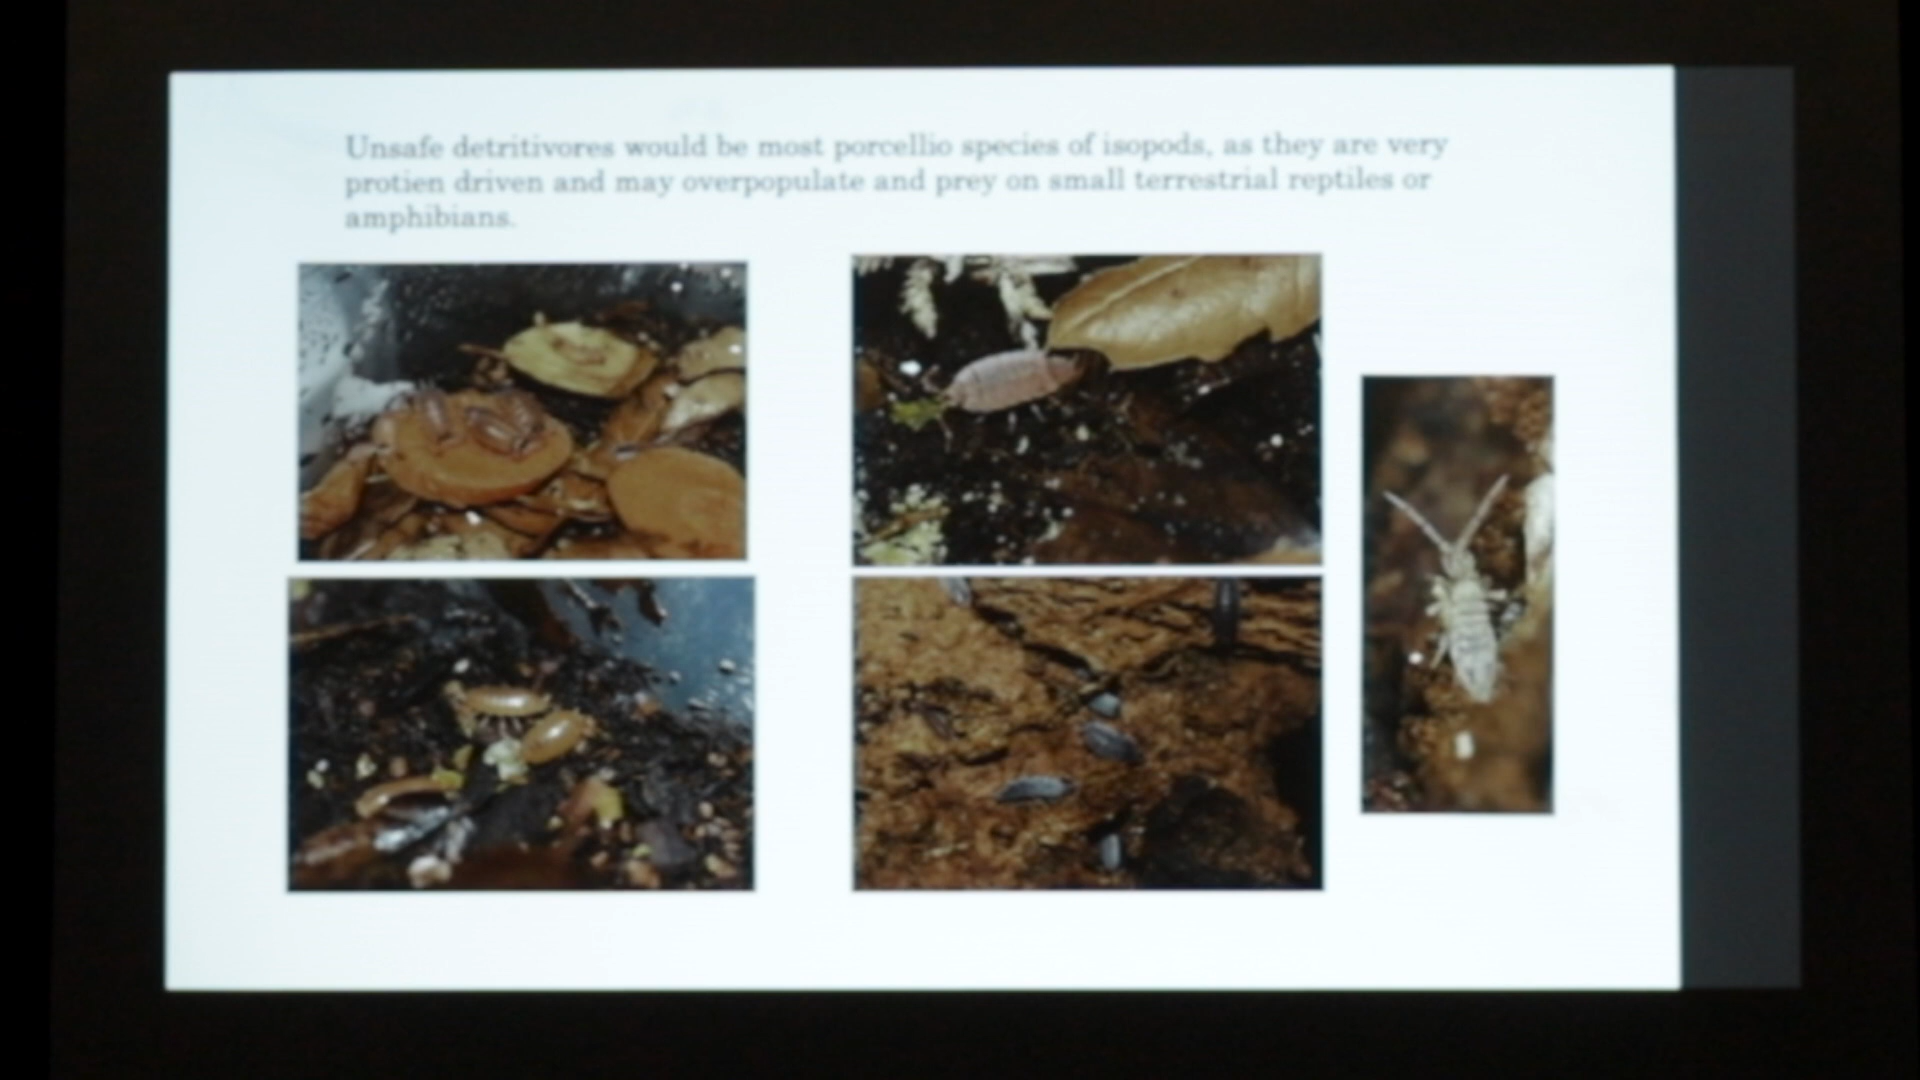 Unsafe detritivores would be most porcellio species of isopods, as they are very
protien driven and may overpopulate and prey on small terrestrial reptiles or
amphibians.